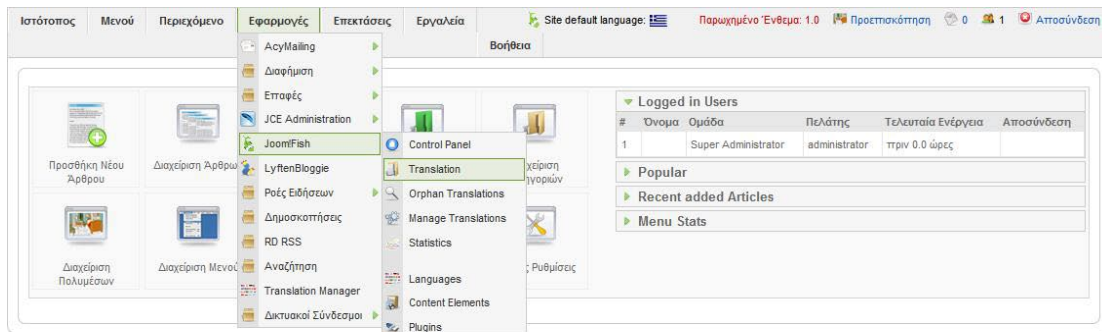 Ιστότοπος Μενού Περιεχόμενο Εφαρμογές Επεκτάσεις Εργαλεία Site default language: Παρωχημένο Ένθεμα: 1.0 Προεπισκόπηση 0 1 Αποσύνδεση
Βοήθεια
AcyMailing
Διαφήμιση
Επαφές
JCE Administration
Joom!Fish
LyftenBloggie
Ροές Ειδήσεων
Δημοσκοπήσεις
RD RSS
Αναζήτηση
Translation Manager
Δικτυακοί Σύνδεσμοι
Control Panel
Translation
Orphan Translations
Manage Translations
Statistics
Languages
Content Elements
Plugins
Προσθήκη Νέου
Άρθρου
Διαχείριση Άρθρω
χείριση
ηγοριών
Διαχείριση
Πολυμέσων
Διαχείριση Μενού
ς Ρυθμίσεις
Logged in Users
# Όνομα Ομάδα Πελάτης Τελευταία Ενέργεια Αποσύνδεση
1 Super Administrator administrator πριν 0.0 ώρες
Popular
Recent added Articles
Menu Stats